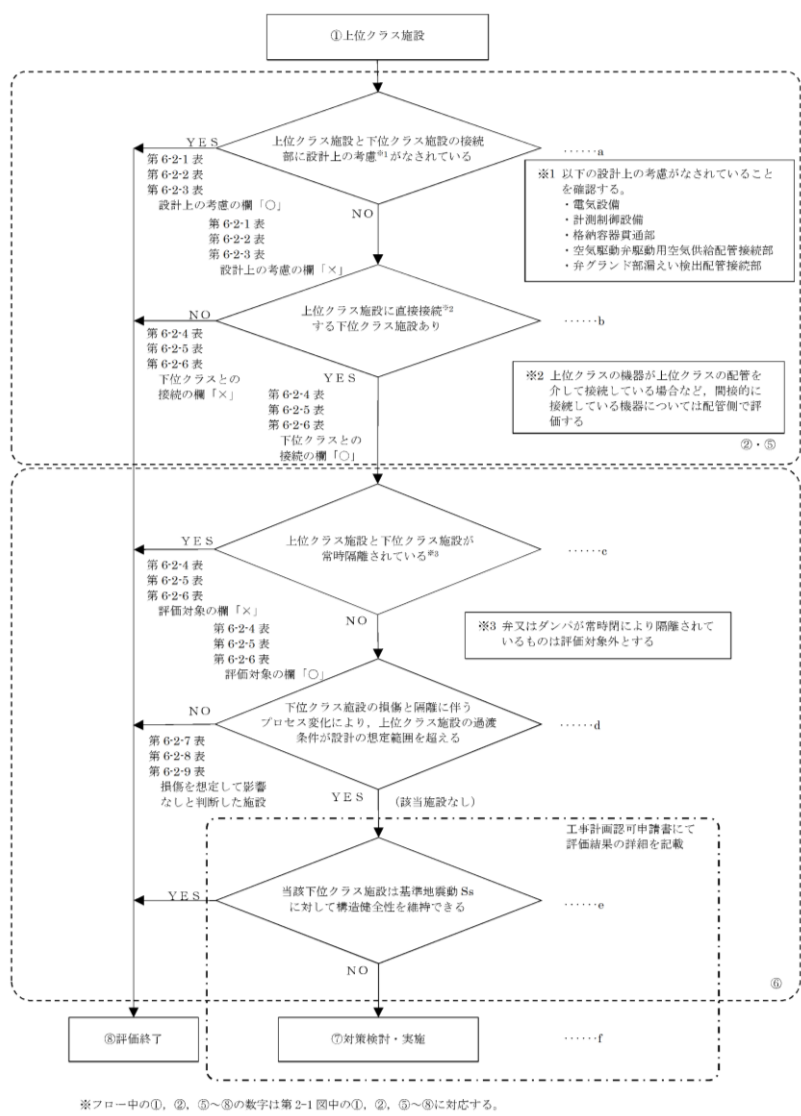 ①上位クラス施設
上位クラス施設と下位クラス施設の接続
部に設計上の考慮※1がなされている
……a
YES
第 6-2-1 表
第 6-2-2 表
第 6-2-3 表
設計上の考慮の欄「○」
NO
第 6-2-1 表
第 6-2-2 表
第 6-2-3 表
設計上の考慮の欄「×」
※1 以下の設計上の考慮がなされていること
を確認する。
・電気設備
・計測制御設備
・格納容器貫通部
・空気駆動弁駆動用空気供給配管接続部
・弁グランド部漏えい検出配管接続部
上位クラス施設に直接接続※2
する下位クラス施設あり
……b
NO
第 6-2-4 表
第 6-2-5 表
第 6-2-6 表
下位クラスとの
接続の欄「×」
YES
第 6-2-4 表
第 6-2-5 表
第 6-2-6 表
下位クラスとの
接続の欄「○」
※2 上位クラスの機器が上位クラスの配管を
介して接続している場合など，間接的に
接続している機器については配管側で評
価する
②・⑤
上位クラス施設と下位クラス施設が
常時隔離されている※3
……c
YES
第 6-2-4 表
第 6-2-5 表
第 6-2-6 表
評価対象の欄「×」
NO
第 6-2-4 表
第 6-2-5 表
第 6-2-6 表
評価対象の欄「○」
※3 弁又はダンパが常時閉により隔離されて
いるものは評価対象外とする
下位クラス施設の損傷と隔離に伴う
プロセス変化により，上位クラス施設の過渡
条件が設計の想定範囲を超える
……d
NO
第 6-2-7 表
第 6-2-8 表
第 6-2-9 表
損傷を想定して影響
なしと判断した施設
YES
（該当施設なし）
工事計画認可申請書にて
評価結果の詳細を記載
当該下位クラス施設は基準地震動 Ss
に対して構造健全性を維持できる
……e
YES
NO
⑥
⑧評価終了
⑦対策検討・実施
……f
※フロー中の①，②，⑤～⑧の数字は第 2-1 図中の①，②，⑤～⑧に対応する。